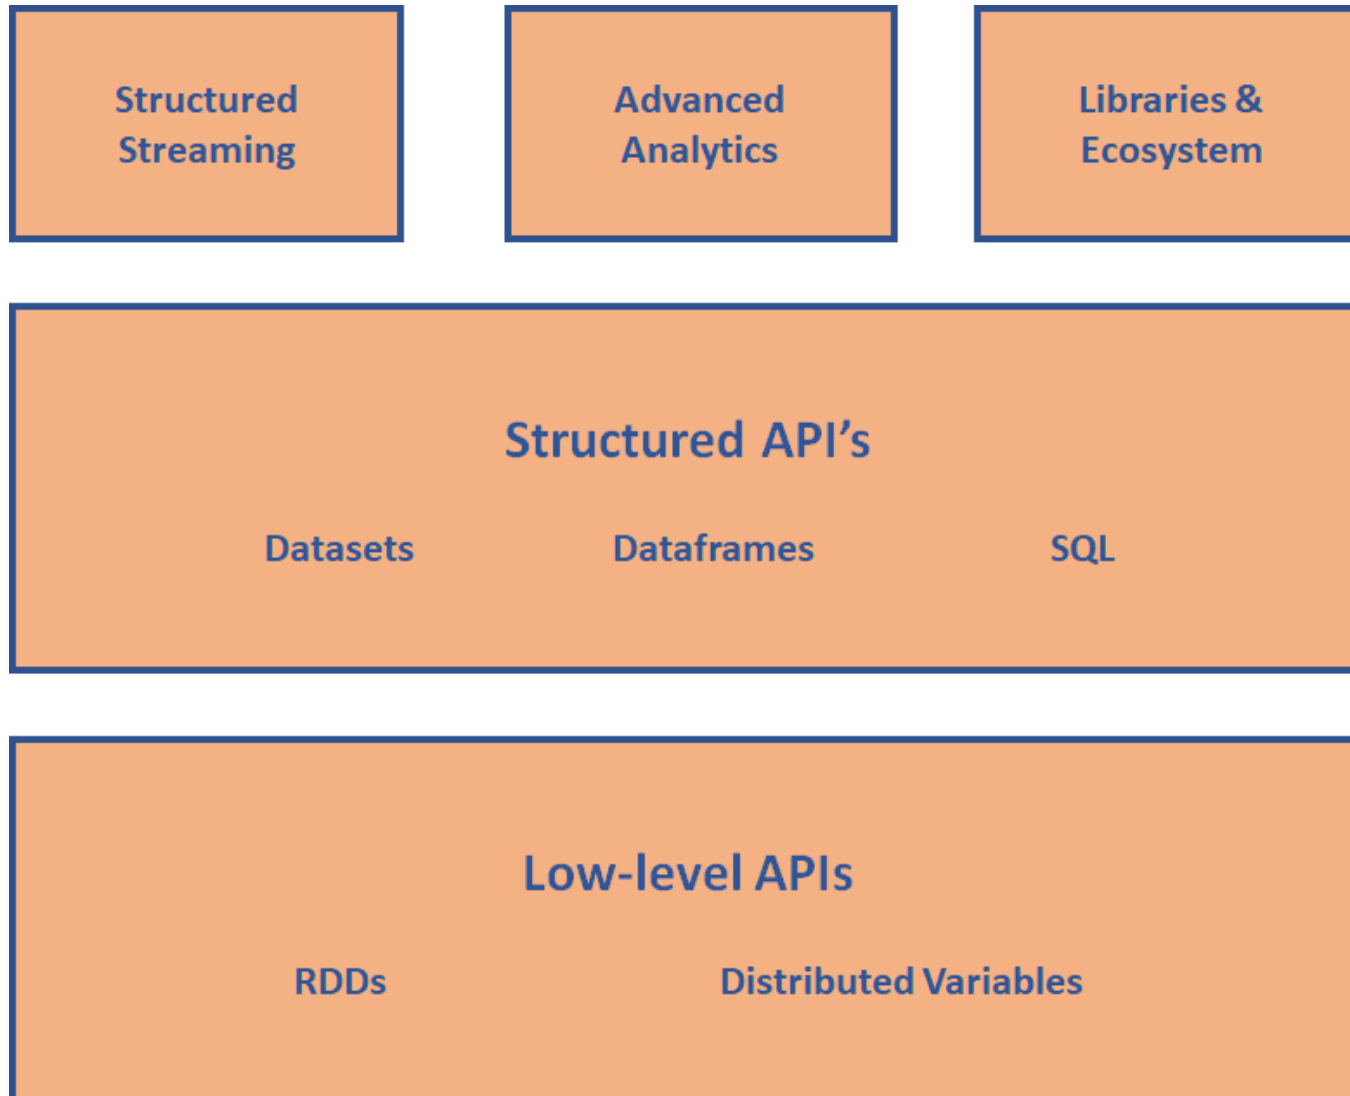 Structured
Streaming
Advanced
Analytics
Libraries &
Ecosystem
Structured API’s
Datasets
Dataframes
SQL
Low-level APIs
RDDs
Distributed Variables